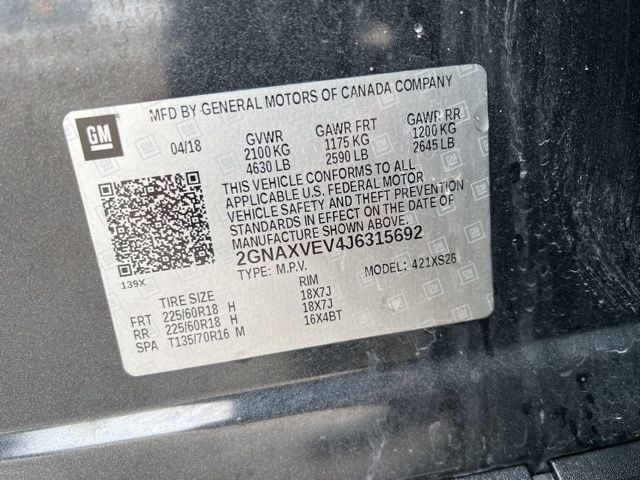 MFD BY GENERAL MOTORS OF CANADA COMPANY
GM
04/18 GVWR GAWR FRT GAWR RR
2100 KG 1175 KG 1200 KG
4630 LB 2590 LB 2645 LB
THIS VEHICLE CONFORMS TO ALL
APPLICABLE U.S. FEDERAL MOTOR
VEHICLE SAFETY AND THEFT PREVENTION
STANDARDS IN EFFECT ON THE DATE OF
MANUFACTURE SHOWN ABOVE.
2GNAXVEV4J6315692
139X TYPE: M.P.V. MODEL: 421XS26
TIRE SIZE RIM
FRT 225/60R18 H 18X7J
RR 225/60R18 H 18X7J
SPA T135/70R16 M 16X4BT